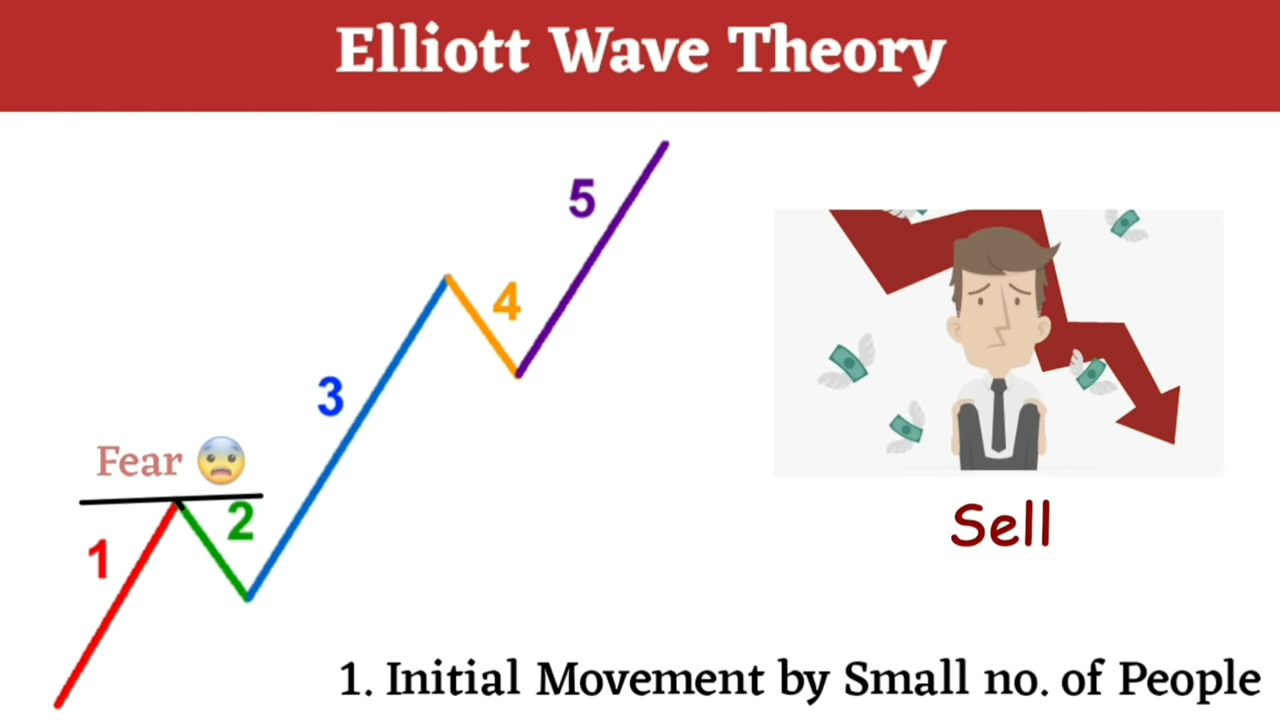 Elliott Wave Theory
5
4
3
Fear 😨
2
1
Sell
1. Initial Movement by Small no. of People